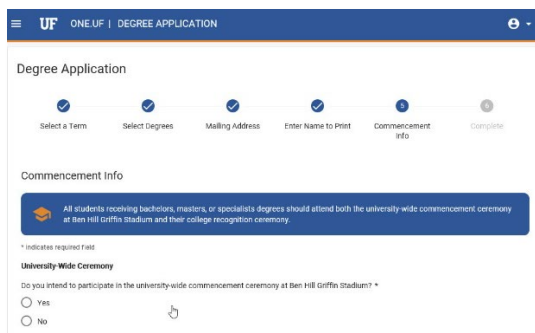 UF ONE.UF | DEGREE APPLICATION
Degree Application
5
6
Select a Term
Select Degrees
Mailing Address
Enter Name to Print
Commencement
Info
Complete
Commencement Info
All students receiving bachelors, masters, or specialists degrees should attend both the university-wide commencement ceremony
at Ben Hill Griffin Stadium and their college recognition ceremony.
* Indicates required field
University-Wide Ceremony
Do you intend to participate in the university-wide commencement ceremony at Ben Hill Griffin Stadium? *
Yes
No